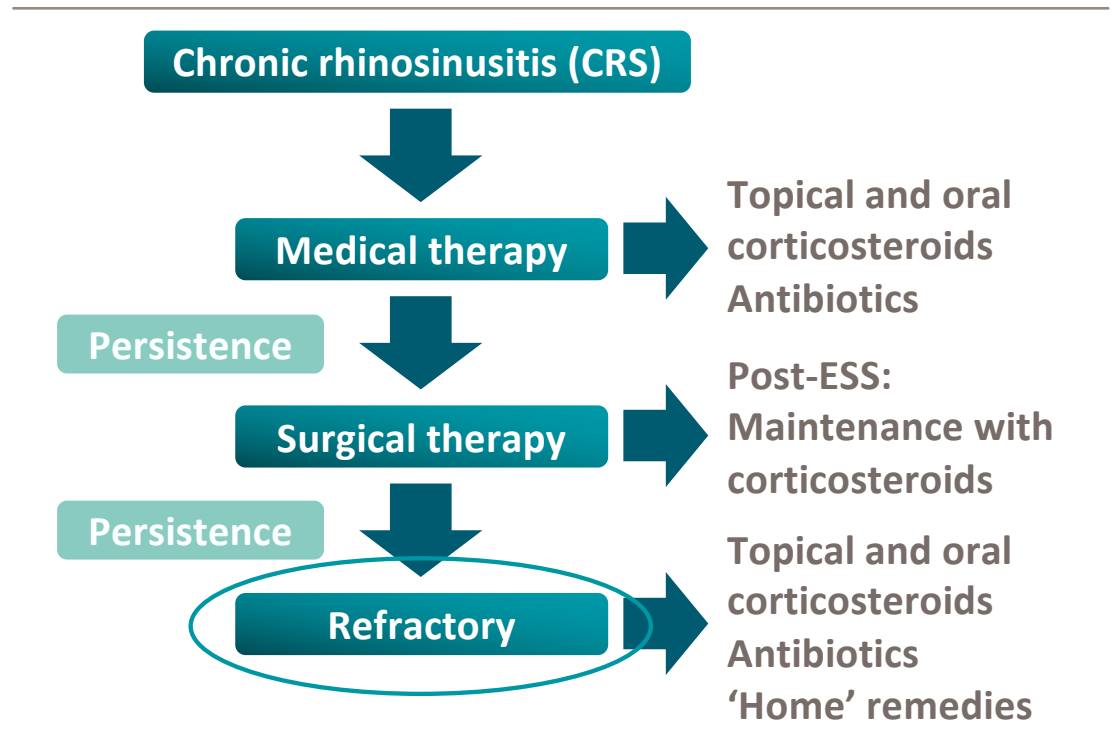 Chronic rhinosinusitis (CRS)
Medical therapy
Topical and oral
corticosteroids
Antibiotics
Persistence
Surgical therapy
Post-ESS:
Maintenance with
corticosteroids
Persistence
Refractory
Topical and oral
corticosteroids
Antibiotics
‘Home’ remedies